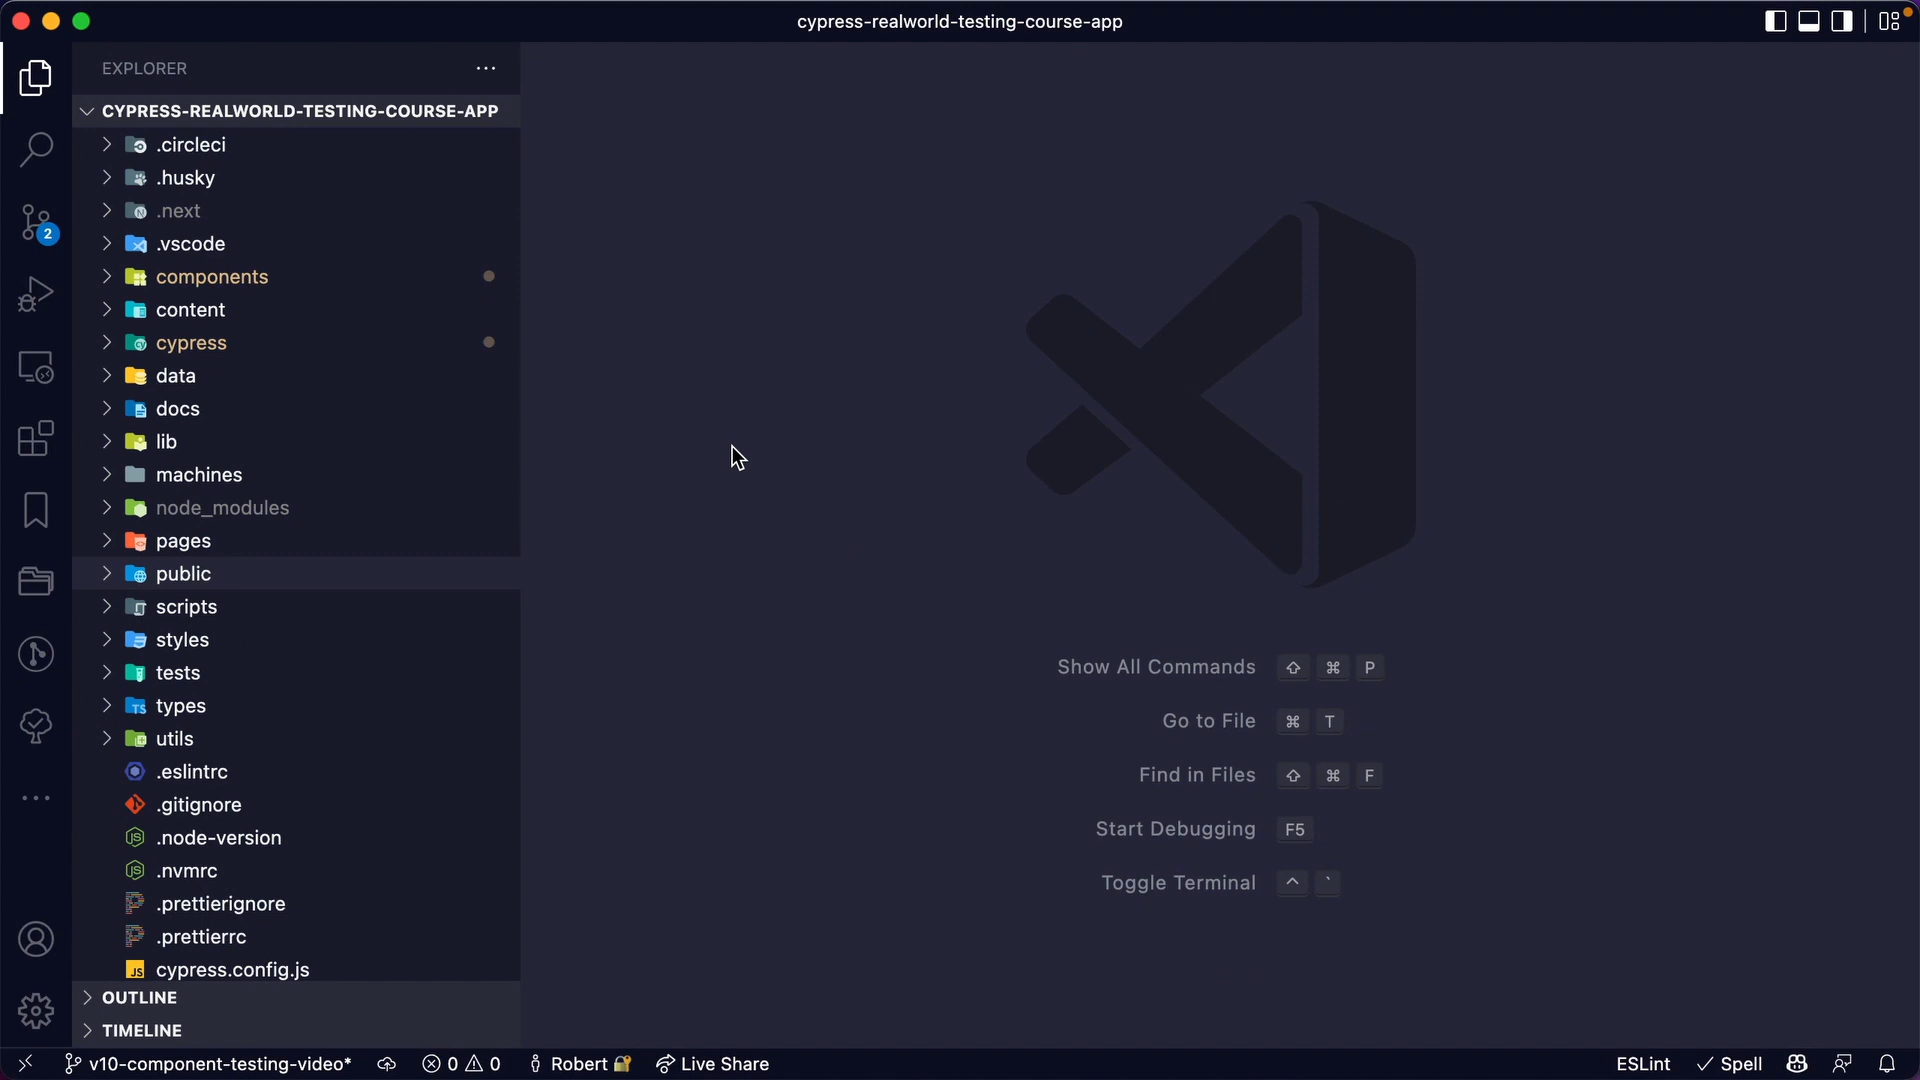 cypress-realworld-testing-course-app
EXPLORER
CYPRESS-REALWORLD-TESTING-COURSE-APP
.circleci
.husky
.next
.vscode
components
content
cypress
data
docs
lib
machines
node_modules
pages
public
scripts
styles
tests
types
utils
.eslintrc
.gitignore
.node-version
.nvmrc
.prettierignore
.prettierrc
cypress.config.js
OUTLINE
TIMELINE
2
Show All Commands ⇧ ⌘ P
Go to File ⌘ T
Find in Files ⇧ ⌘ F
Start Debugging F5
Toggle Terminal ^ `
v10-component-testing-video* 0 0 Robert Live Share ESLint Spell